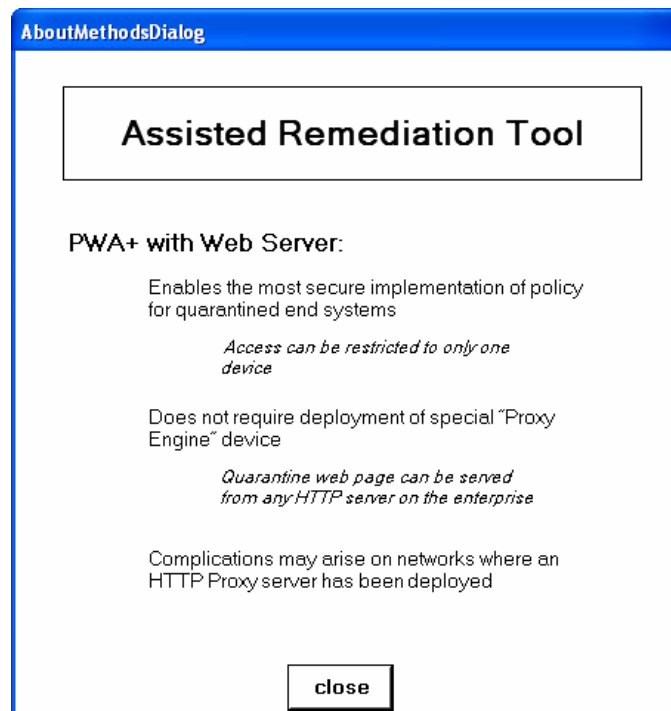 AboutMethodsDialog
Assisted Remediation Tool
PWA+ with Web Server:
Enables the most secure implementation of policy
for quarantined end systems
Access can be restricted to only one
device
Does not require deployment of special "Proxy
Engine" device
Quarantine web page can be served
from any HTTP server on the enterprise
Complications may arise on networks where an
HTTP Proxy server has been deployed
close